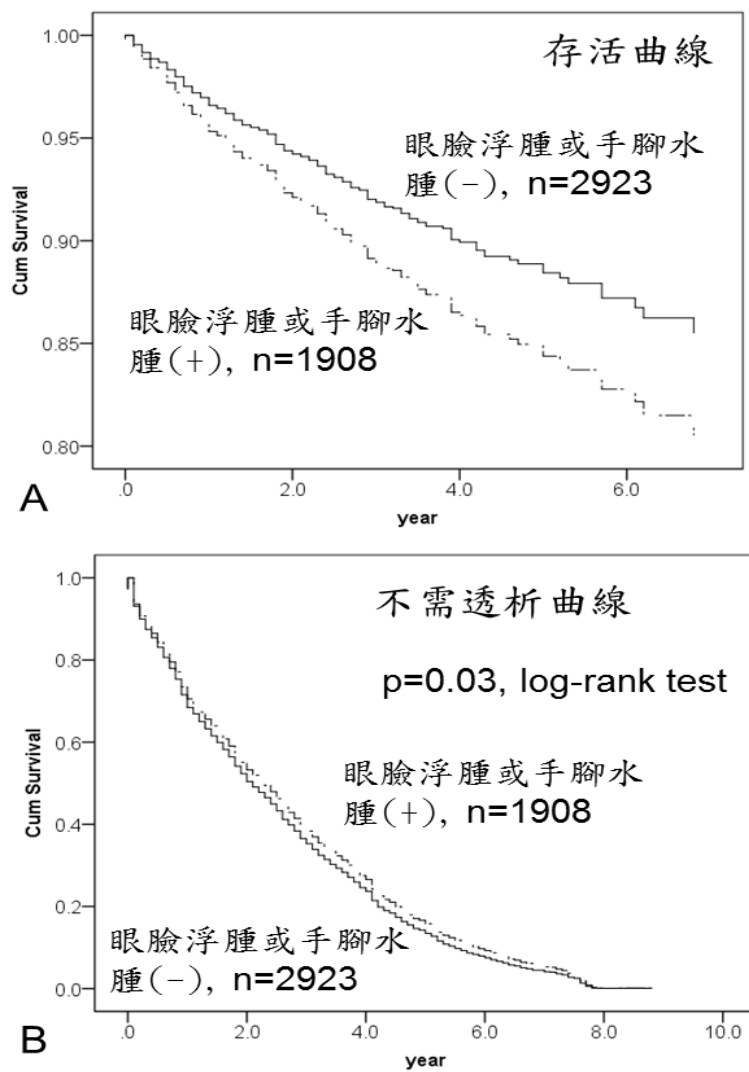 1.00
存活曲線
0.95
眼臉浮腫或手腳水
腫(-), n=2923
0.90
Cum Survival
眼臉浮腫或手腳水
腫(+), n=1908
0.85
0.80
.0 2.0 4.0 6.0
A
year
1.0
不需透析曲線
0.8
p=0.03, log-rank test
0.6
眼臉浮腫或手腳水
腫(+), n=1908
Cum Survival
0.4
0.2
眼臉浮腫或手腳水
腫(-), n=2923
0.0
.0 2.0 4.0 6.0 8.0 10.0
B
year